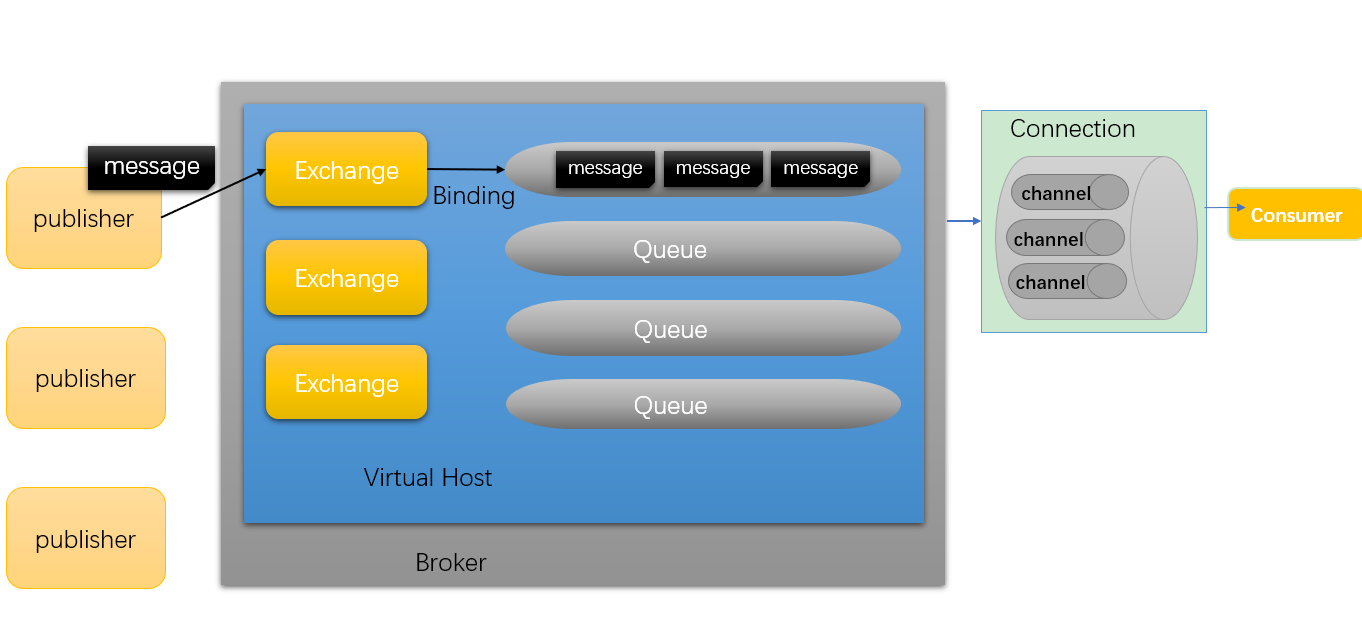 message
publisher
publisher
publisher
Exchange
Exchange
Exchange
Binding
message
message
message
Queue
Queue
Queue
Virtual Host
Broker
Connection
channel
channel
channel
Consumer